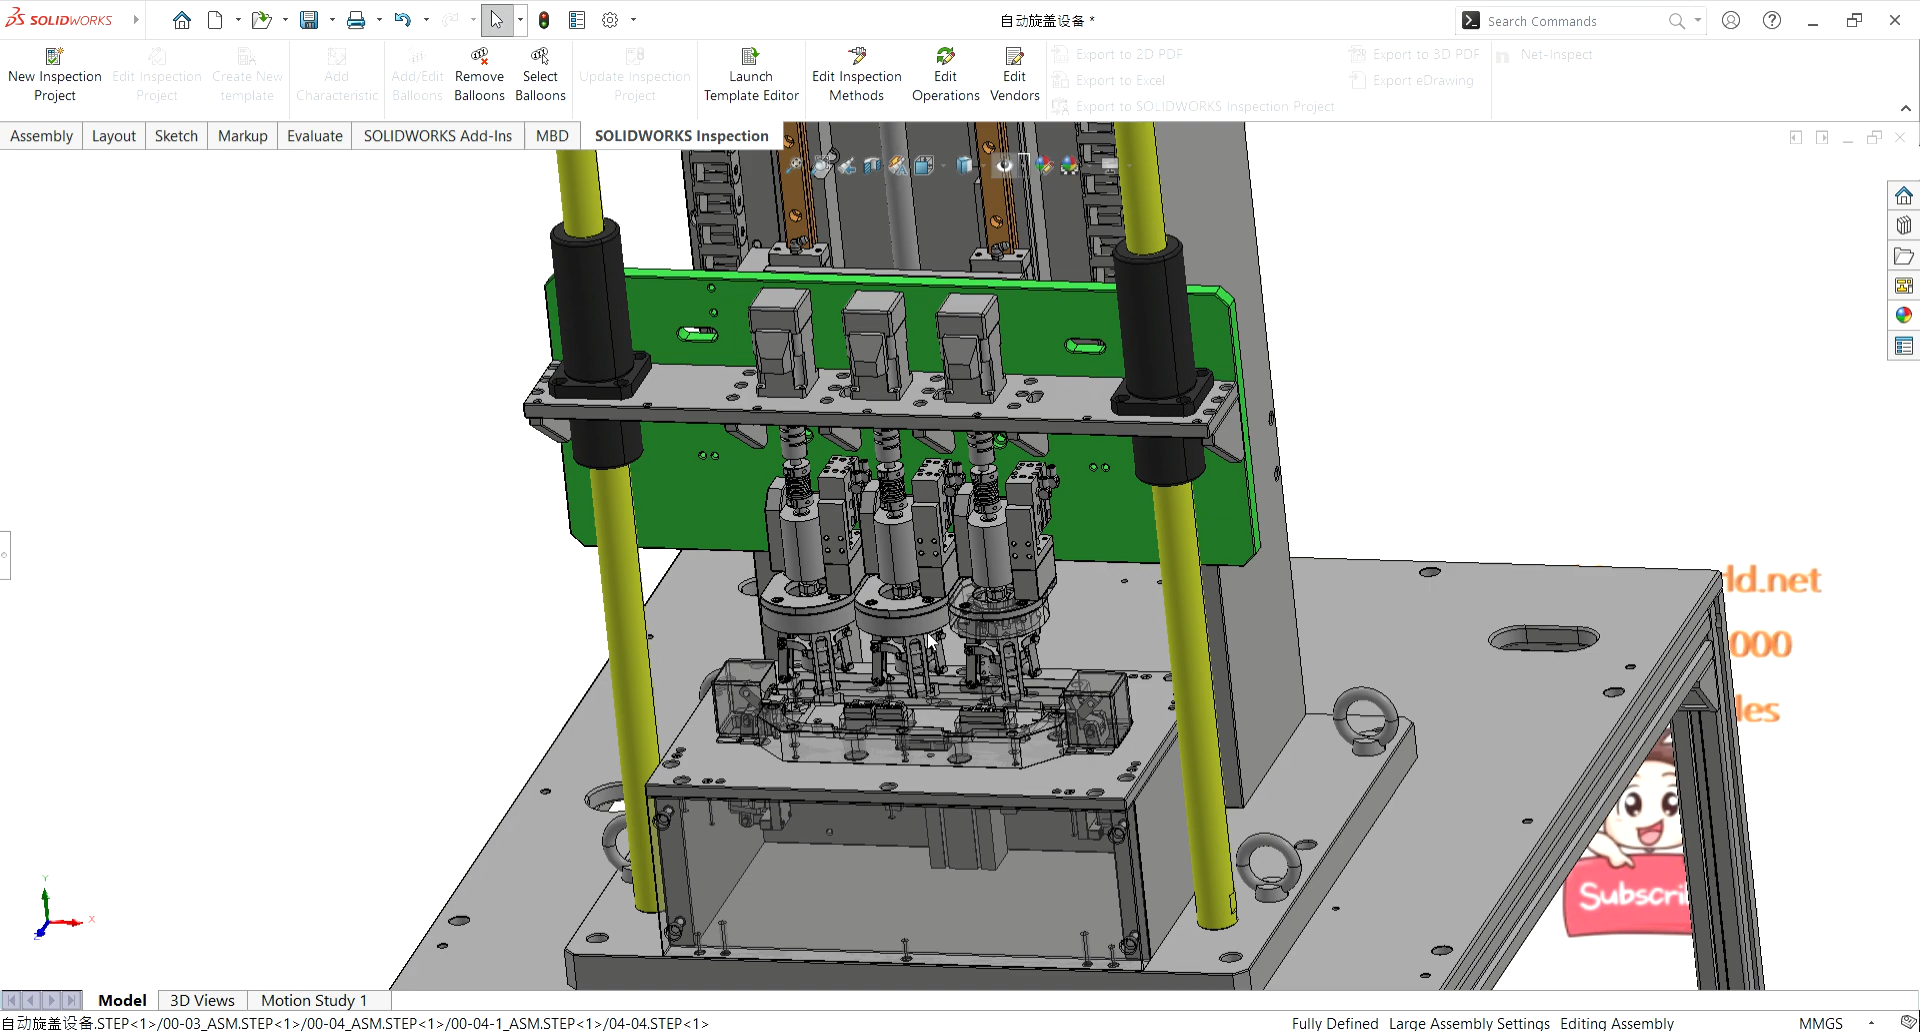 SOLIDWORKS
自动旋盖设备 *
Search Commands
New Inspection Project
Edit Inspection Project
Create New template
Add Characteristic
Add/Edit Balloons
Remove Balloons
Select Balloons
Update Inspection Project
Launch Template Editor
Edit Inspection Methods
Edit Operations
Edit Vendors
Export to 2D PDF
Export to Excel
Export to SOLIDWORKS Inspection Project
Export to 3D PDF
Export eDrawing
Net-Inspect
Assembly
Layout
Sketch
Markup
Evaluate
SOLIDWORKS Add-Ins
MBD
SOLIDWORKS Inspection
ld.net
000
les
Subscri
Y
X
Z
Model
3D Views
Motion Study 1
自动旋盖设备.STEP<1>/00-03_ASM.STEP<1>/00-04_ASM.STEP<1>/00-04-1_ASM.STEP<1>/04-04.STEP<1>
Fully Defined
Large Assembly Settings
Editing Assembly
MMGS